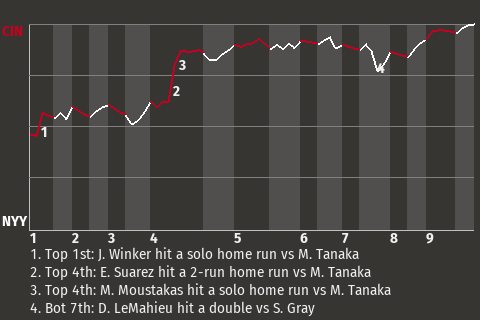 CIN
1
2
3
4
NYY
1 2 3 4 5 6 7 8 9
1. Top 1st: J. Winker hit a solo home run vs M. Tanaka
2. Top 4th: E. Suarez hit a 2-run home run vs M. Tanaka
3. Top 4th: M. Moustakas hit a solo home run vs M. Tanaka
4. Bot 7th: D. LeMahieu hit a double vs S. Gray